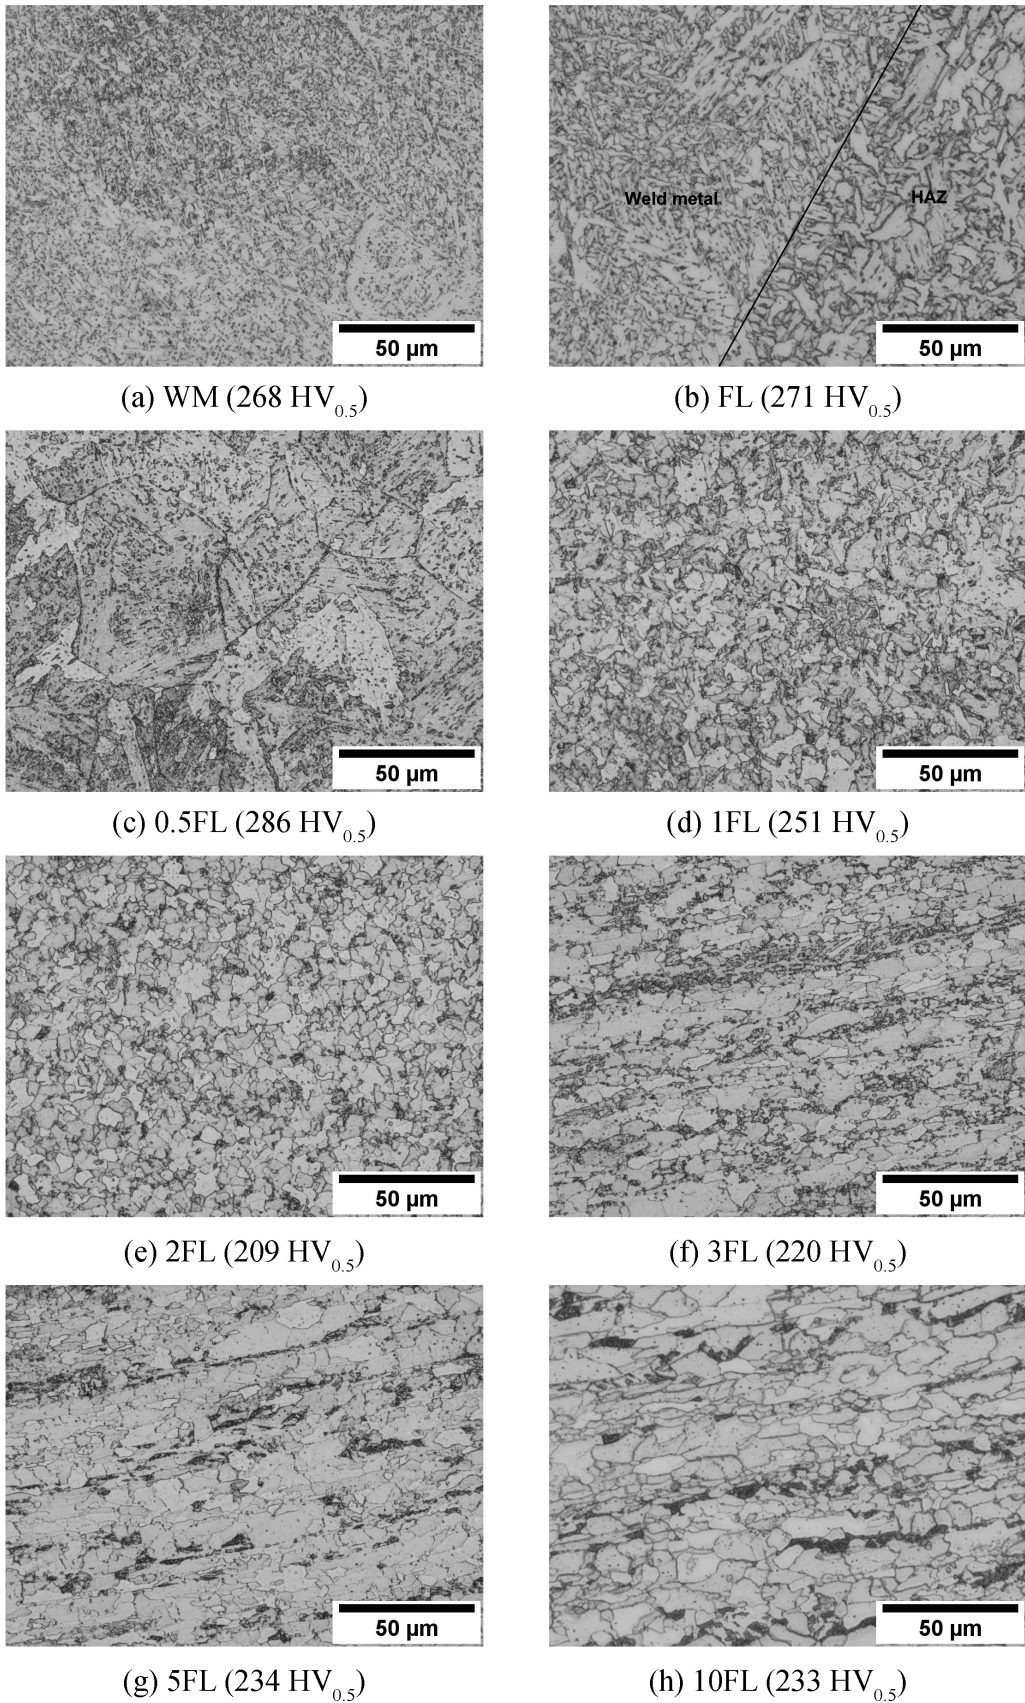 Weld metal
HAZ
50 µm
50 µm
(a) WM (268 HV0.5)
(b) FL (271 HV0.5)
50 µm
50 µm
(c) 0.5FL (286 HV0.5)
(d) 1FL (251 HV0.5)
50 µm
50 µm
(e) 2FL (209 HV0.5)
(f) 3FL (220 HV0.5)
50 µm
50 µm
(g) 5FL (234 HV0.5)
(h) 10FL (233 HV0.5)